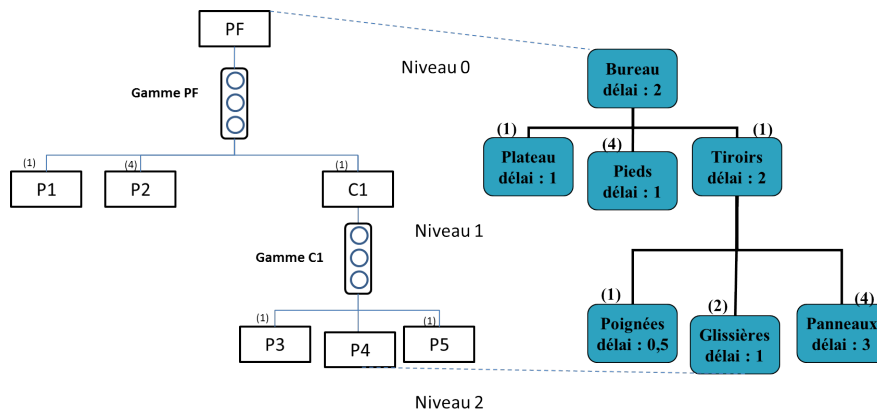 PF
Niveau 0
Bureau
délai : 2
Gamme PF
(1)
(4)
(1)
P1
P2
C1
(1)
Plateau
délai : 1
(4)
Pieds
délai : 1
(1)
Tiroirs
délai : 2
Niveau 1
Gamme C1
(1)
(1)
P3
P4
P5
(1)
Poignées
délai : 0,5
(2)
Glissières
délai : 1
(4)
Panneaux
délai : 3
Niveau 2